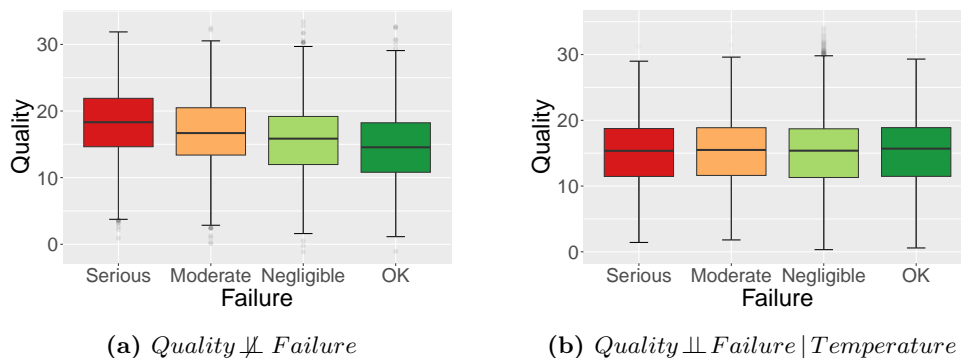 Quality
30
20
10
0
Serious Moderate Negligible OK
Failure
(a) Quality ⫫̸ Failure
Quality
30
20
10
0
Serious Moderate Negligible OK
Failure
(b) Quality ⫫ Failure | Temperature